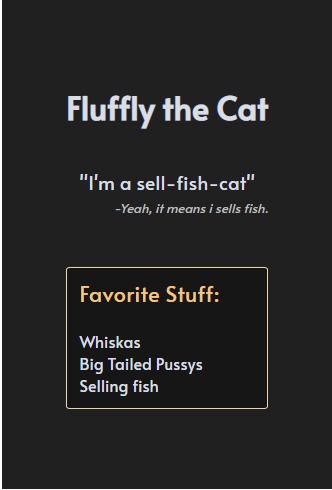 Fluffly the Cat
"I'm a sell-fish-cat"
-Yeah, it means i sells fish.
Favorite Stuff:
Whiskas
Big Tailed Pussys
Selling fish